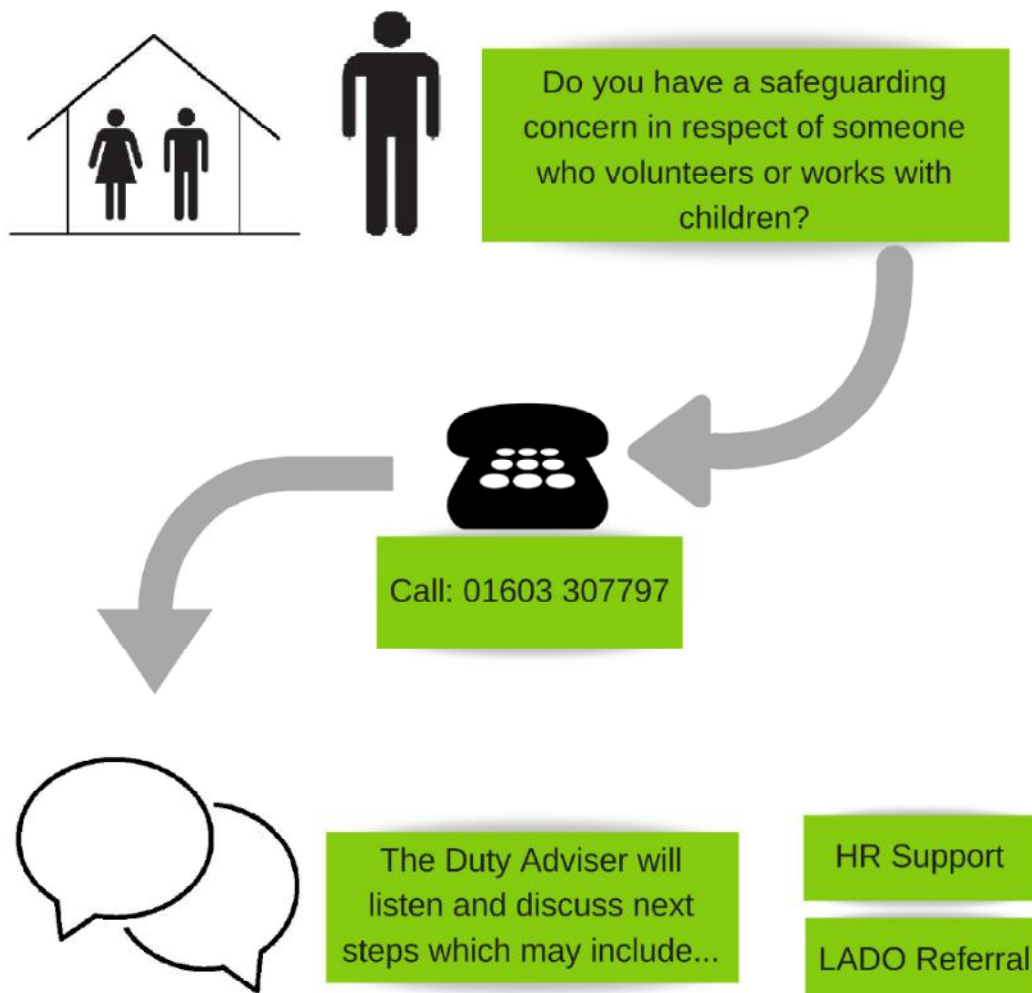 Do you have a safeguarding
concern in respect of someone
who volunteers or works with
children?
Call: 01603 307797
The Duty Adviser will
listen and discuss next
steps which may include...
HR Support
LADO Referral